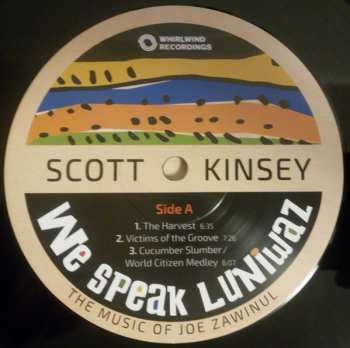 WHIRLWIND
RECORDINGS
SCOTT KINSEY
Side A
1. The Harvest 6:35
2. Victims of the Groove 7:26
3. Cucumber Slumber/
World Citizen Medley 6:07
We Speak Luniwaz
THE MUSIC OF JOE ZAWINUL